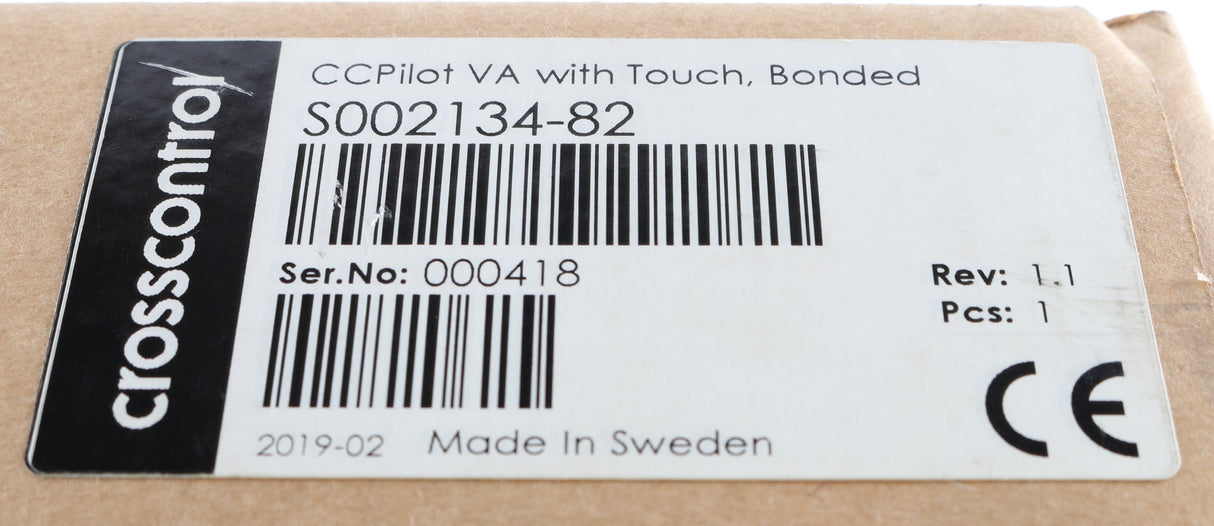 crosscontrol
CCPilot VA with Touch, Bonded
S002134-82
Ser.No: 000418
Rev: 1.1
Pcs: 1
2019-02 Made In Sweden
CE